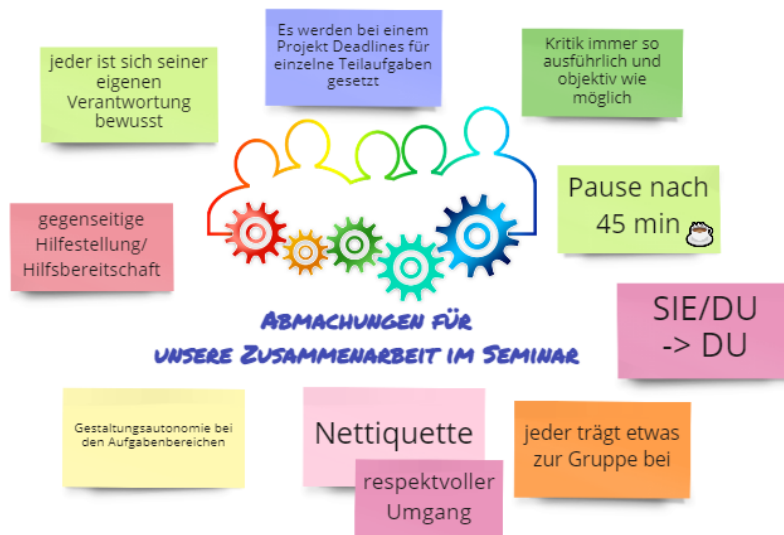 jeder ist sich seiner
eigenen
Verantwortung
bewusst
Es werden bei einem
Projekt Deadlines für
einzelne Teilaufgaben
gesetzt
Kritik immer so
ausführlich und
objektiv wie
möglich
gegenseitige
Hilfestellung/
Hilfsbereitschaft
Pause nach
45 min
SIE/DU
-> DU
Abmachungen für
unsere Zusammenarbeit im Seminar
Gestaltungsautonomie bei
den Aufgabenbereichen
Nettiquette
respektvoller
Umgang
jeder trägt etwas
zur Gruppe bei